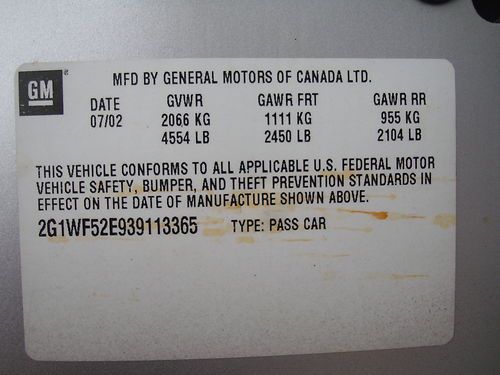 GM
MFD BY GENERAL MOTORS OF CANADA LTD.
DATE GVWR GAWR FRT GAWR RR
07/02 2066 KG 1111 KG 955 KG
4554 LB 2450 LB 2104 LB
THIS VEHICLE CONFORMS TO ALL APPLICABLE U.S. FEDERAL MOTOR
VEHICLE SAFETY, BUMPER, AND THEFT PREVENTION STANDARDS IN
EFFECT ON THE DATE OF MANUFACTURE SHOWN ABOVE.
2G1WF52E939113365 TYPE: PASS CAR